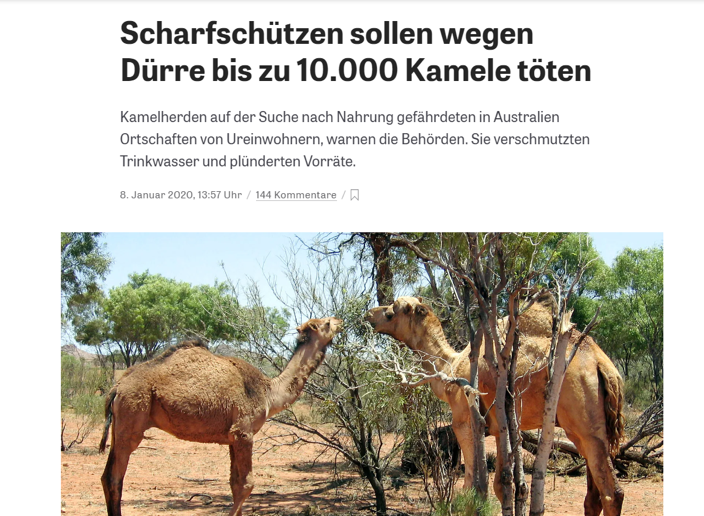 Scharfschützen sollen wegen
Dürre bis zu 10.000 Kamele töten
Kamelherden auf der Suche nach Nahrung gefährdeten in Australien
Ortschaften von Ureinwohnern, warnen die Behörden. Sie verschmutzten
Trinkwasser und plünderten Vorräte.
8. Januar 2020, 13:57 Uhr / 144 Kommentare /